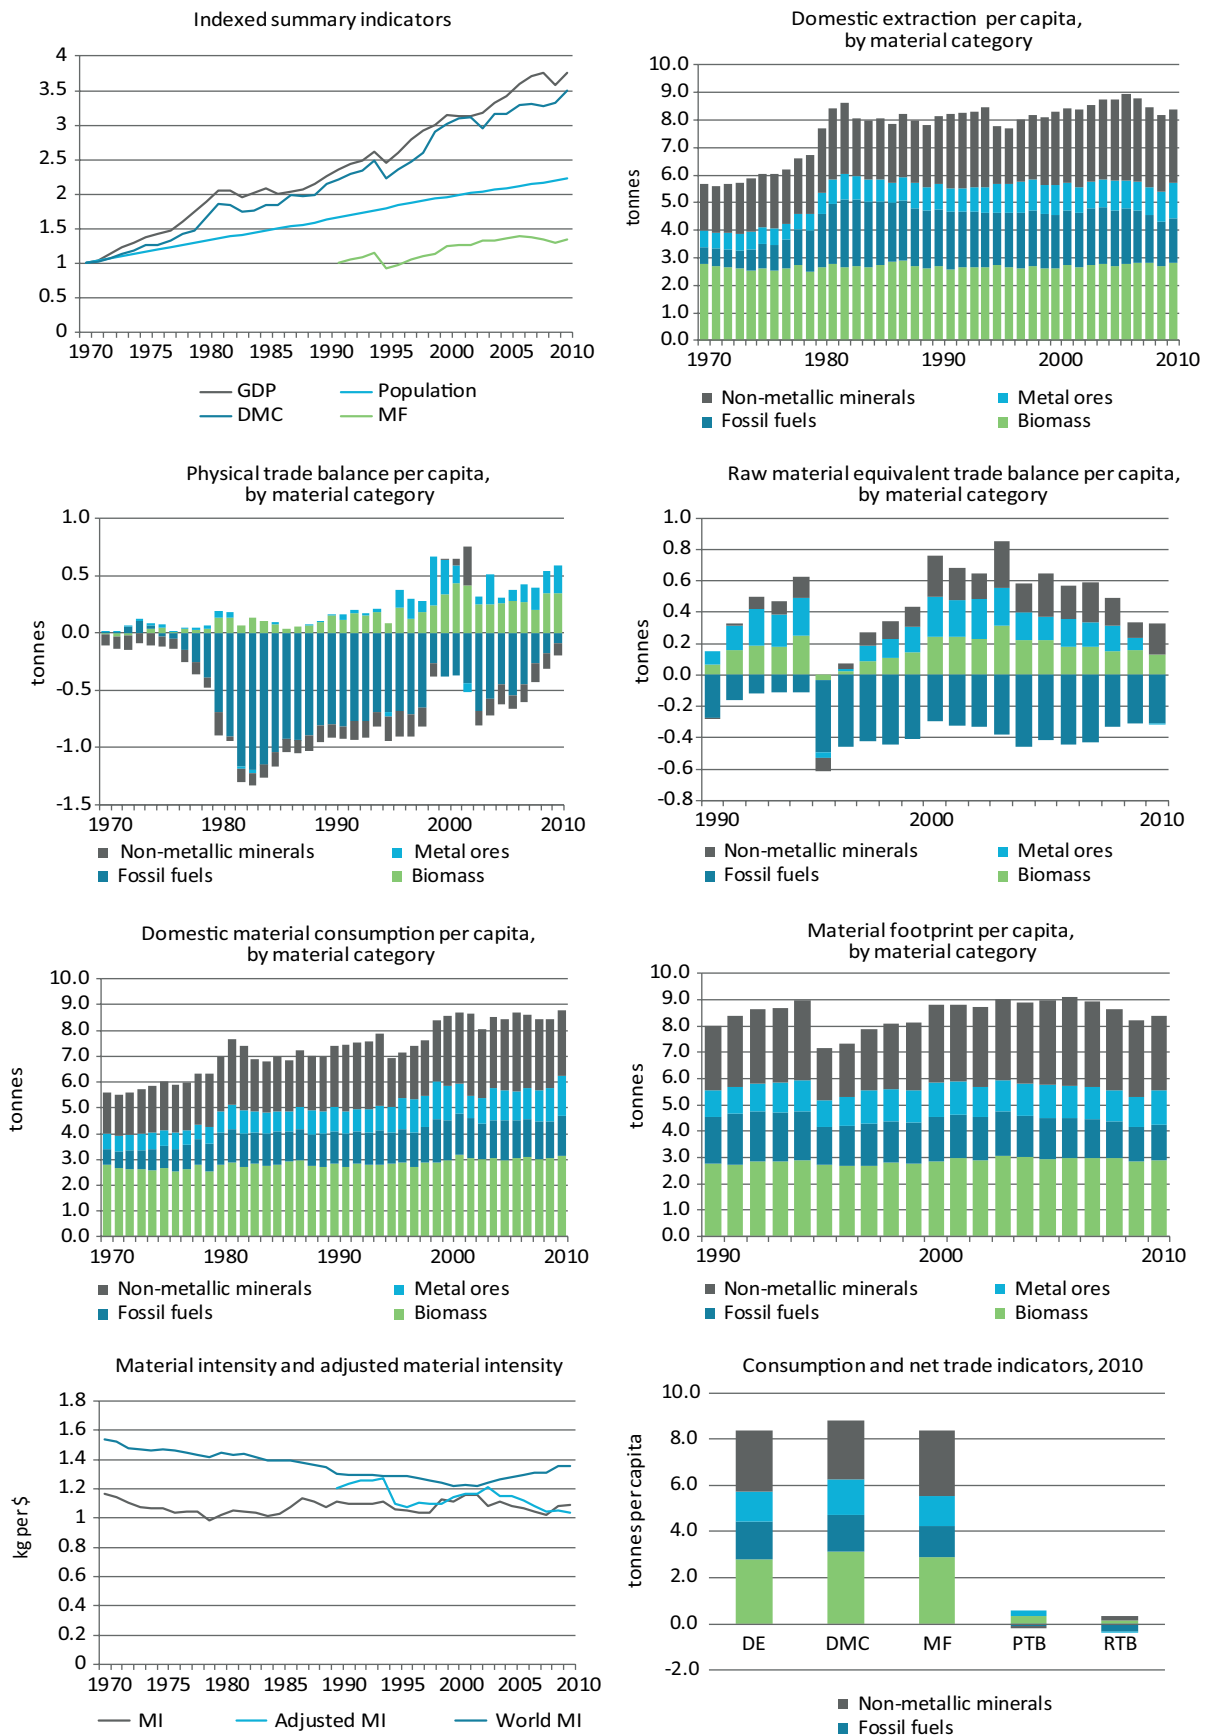 Indexed summary indicators
4
3.5
3
2.5
2
1.5
1
0.5
0
1970 1975 1980 1985 1990 1995 2000 2005 2010
GDP Population
DMC MF
Domestic extraction per capita,
by material category
tonnes
10.0
9.0
8.0
7.0
6.0
5.0
4.0
3.0
2.0
1.0
0.0
1970 1980 1990 2000 2010
Non-metallic minerals Metal ores
Fossil fuels Biomass
Physical trade balance per capita,
by material category
tonnes
1.0
0.5
0.0
-0.5
-1.0
-1.5
1970 1980 1990 2000 2010
Non-metallic minerals Metal ores
Fossil fuels Biomass
Raw material equivalent trade balance per capita,
by material category
tonnes
1.0
0.8
0.6
0.4
0.2
0.0
-0.2
-0.4
-0.6
-0.8
1990 2000 2010
Non-metallic minerals Metal ores
Fossil fuels Biomass
Domestic material consumption per capita,
by material category
tonnes
10.0
9.0
8.0
7.0
6.0
5.0
4.0
3.0
2.0
1.0
0.0
1970 1980 1990 2000 2010
Non-metallic minerals Metal ores
Fossil fuels Biomass
Material footprint per capita,
by material category
tonnes
10.0
9.0
8.0
7.0
6.0
5.0
4.0
3.0
2.0
1.0
0.0
1990 2000 2010
Non-metallic minerals Metal ores
Fossil fuels Biomass
Material intensity and adjusted material intensity
kg per $
1.8
1.6
1.4
1.2
1
0.8
0.6
0.4
0.2
0
1970 1975 1980 1985 1990 1995 2000 2005 2010
MI Adjusted MI World MI
Consumption and net trade indicators, 2010
tonnes per capita
10.0
8.0
6.0
4.0
2.0
0.0
-2.0
DE DMC MF PTB RTB
Non-metallic minerals
Fossil fuels